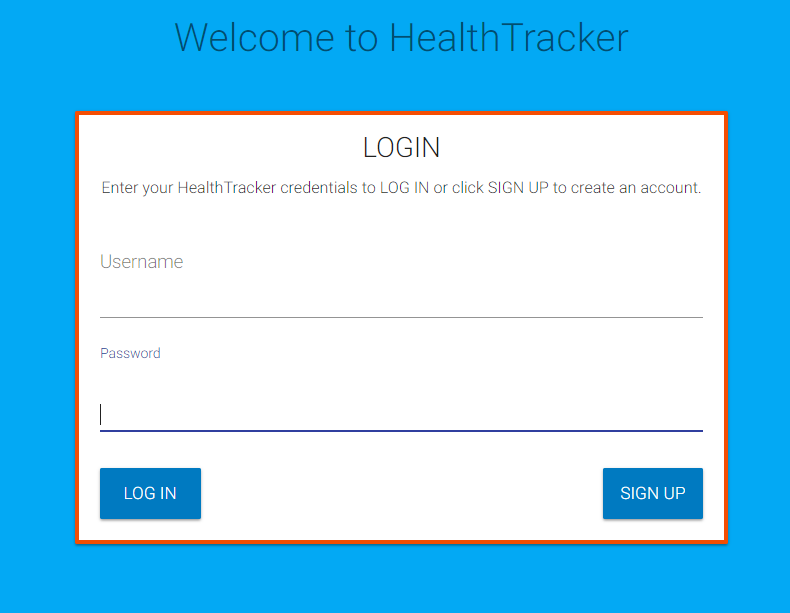 Welcome to HealthTracker
LOGIN
Enter your HealthTracker credentials to LOG IN or click SIGN UP to create an account.
Username
Password
LOG IN
SIGN UP